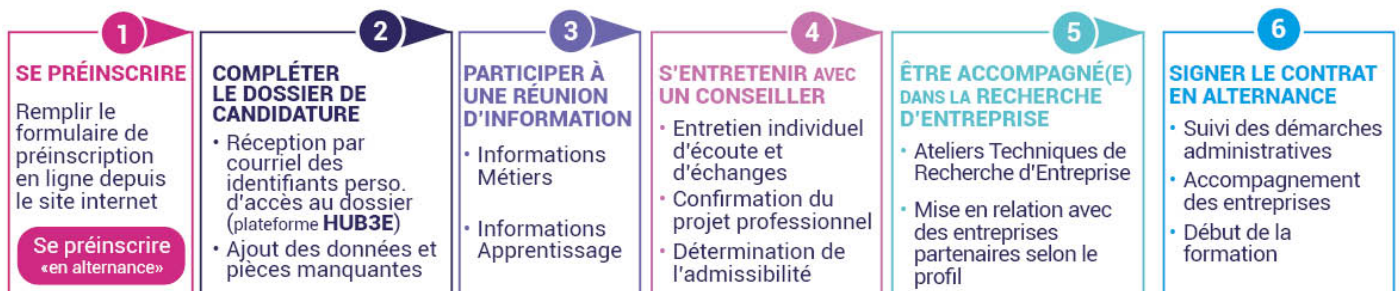 1
SE PRÉINSCRIRE
Remplir le
formulaire de
préinscription
en ligne depuis
le site internet
Se préinscrire
«en alternance»
2
COMPLÉTER
LE DOSSIER DE
CANDIDATURE
• Réception par
courriel des
identifiants perso.
d'accès au dossier
(plateforme HUB3E)
• Ajout des données et
pièces manquantes
3
PARTICIPER À
UNE RÉUNION
D'INFORMATION
• Informations
Métiers
• Informations
Apprentissage
4
S'ENTRETENIR AVEC
UN CONSEILLER
• Entretien individuel
d'écoute et
d'échanges
• Confirmation du
projet professionnel
• Détermination de
l'admissibilité
5
ÊTRE ACCOMPAGNÉ(E)
DANS LA RECHERCHE
D'ENTREPRISE
• Ateliers Techniques de
Recherche d'Entreprise
• Mise en relation avec
des entreprises
partenaires selon le
profil
6
SIGNER LE CONTRAT
EN ALTERNANCE
• Suivi des démarches
administratives
• Accompagnement
des entreprises
• Début de la
formation